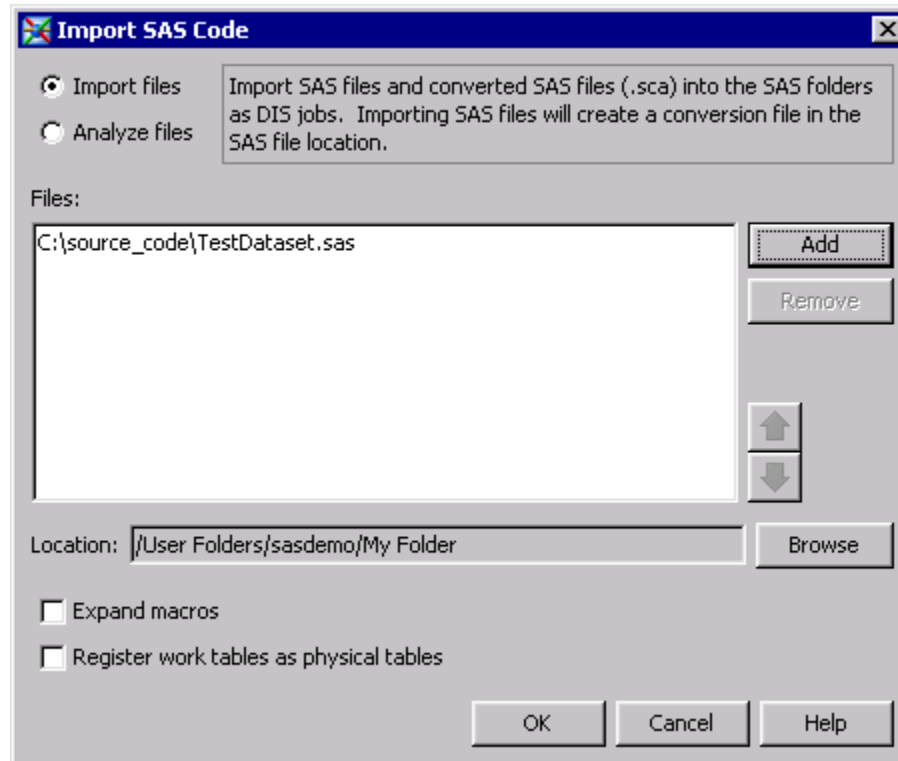 Import SAS Code
Import files
Analyze files
Import SAS files and converted SAS files (.sca) into the SAS folders
as DIS jobs.  Importing SAS files will create a conversion file in the
SAS file location.
Files:
C:\source_code\TestDataset.sas
Add
Remove
Location: /User Folders/sasdemo/My Folder
Browse
Expand macros
Register work tables as physical tables
OK Cancel Help